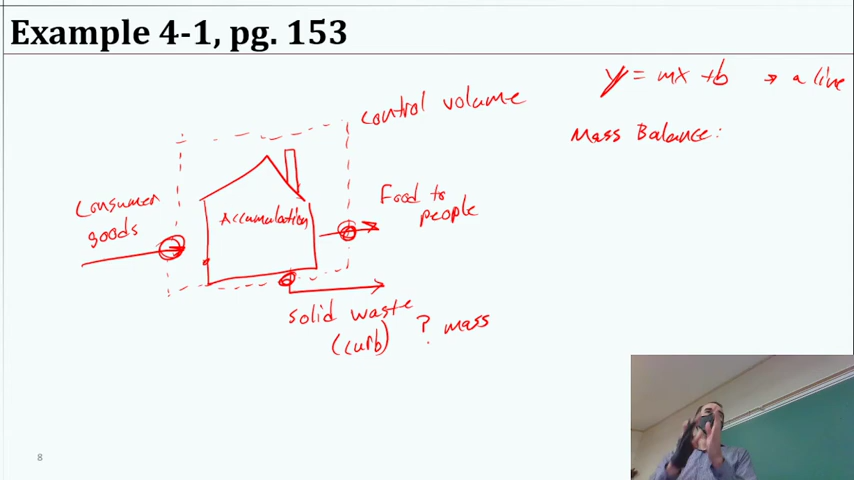 Example 4-1, pg. 153
y = mx + b → a line
control volume
Mass Balance:
Consumer
goods
Accumulation
Food to
people
solid waste
(curb) ? mass
8